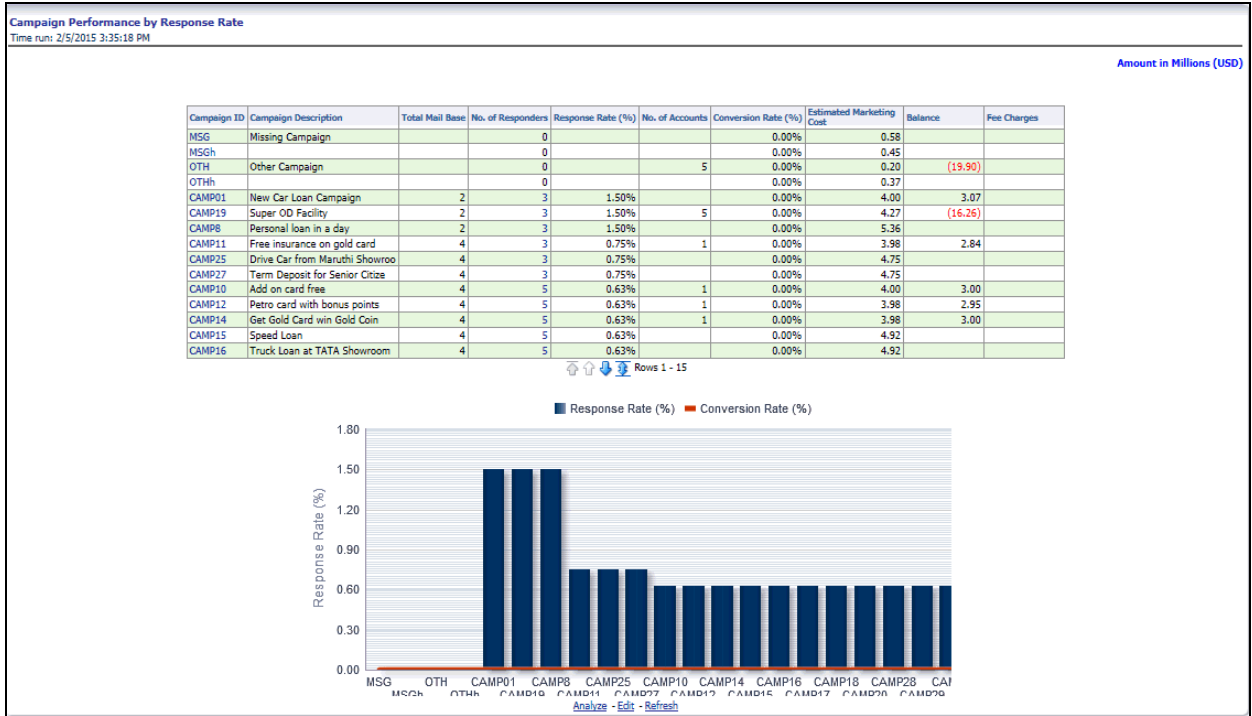 Campaign Performance by Response Rate
Time run: 2/5/2015 3:35:18 PM
Amount in Millions (USD)
Campaign ID Campaign Description Total Mail Base No. of Responders Response Rate (%) No. of Accounts Conversion Rate (%) Estimated Marketing Cost Balance Fee Charges
MSG Missing Campaign 0 0.00% 0.58
MSGh 0 0.00% 0.45
OTH Other Campaign 0 5 0.00% 0.20 (19.90)
OTHh 0 0.00% 0.37
CAMP01 New Car Loan Campaign 2 3 1.50% 0.00% 4.00 3.07
CAMP19 Super OD Facility 2 3 1.50% 5 0.00% 4.27 (16.26)
CAMP8 Personal loan in a day 2 3 1.50% 0.00% 5.36
CAMP11 Free insurance on gold card 4 3 0.75% 1 0.00% 3.98 2.84
CAMP25 Drive Car from Maruthi Showroo 4 3 0.75% 0.00% 4.75
CAMP27 Term Deposit for Senior Citize 4 3 0.75% 0.00% 4.75
CAMP10 Add on card free 4 5 0.63% 1 0.00% 4.00 3.00
CAMP12 Petro card with bonus points 4 5 0.63% 1 0.00% 3.98 2.95
CAMP14 Get Gold Card win Gold Coin 4 5 0.63% 1 0.00% 3.98 3.00
CAMP15 Speed Loan 4 5 0.63% 0.00% 4.92
CAMP16 Truck Loan at TATA Showroom 4 5 0.63% 0.00% 4.92
Rows 1 - 15
Response Rate (%) Conversion Rate (%)
Response Rate (%)
1.80
1.50
1.20
0.90
0.60
0.30
0.00
MSG OTH CAMP01 CAMP8 CAMP25 CAMP10 CAMP14 CAMP16 CAMP18 CAMP28 CAM
MSGh OTHh CAMP19 CAMP11 CAMP27 CAMP12 CAMP15 CAMP17 CAMP20 CAMP29
Analyze - Edit - Refresh